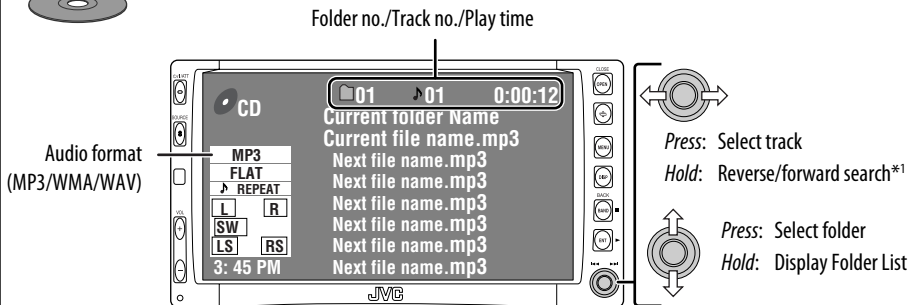 Folder no./Track no./Play time
CD
01 01 0:00:12
Current folder Name
Current file name.mp3
Next file name.mp3
Next file name.mp3
Next file name.mp3
Next file name.mp3
Next file name.mp3
Next file name.mp3
Audio format
(MP3/WMA/WAV)
MP3
FLAT
REPEAT
L R
SW
LS RS
3: 45 PM
JVC
SOURCE
VOL
+
−
CLOSE
OPEN
MENU
DISP
BACK
BAND
ENT
Press: Select track
Hold: Reverse/forward search*1
Press: Select folder
Hold: Display Folder List